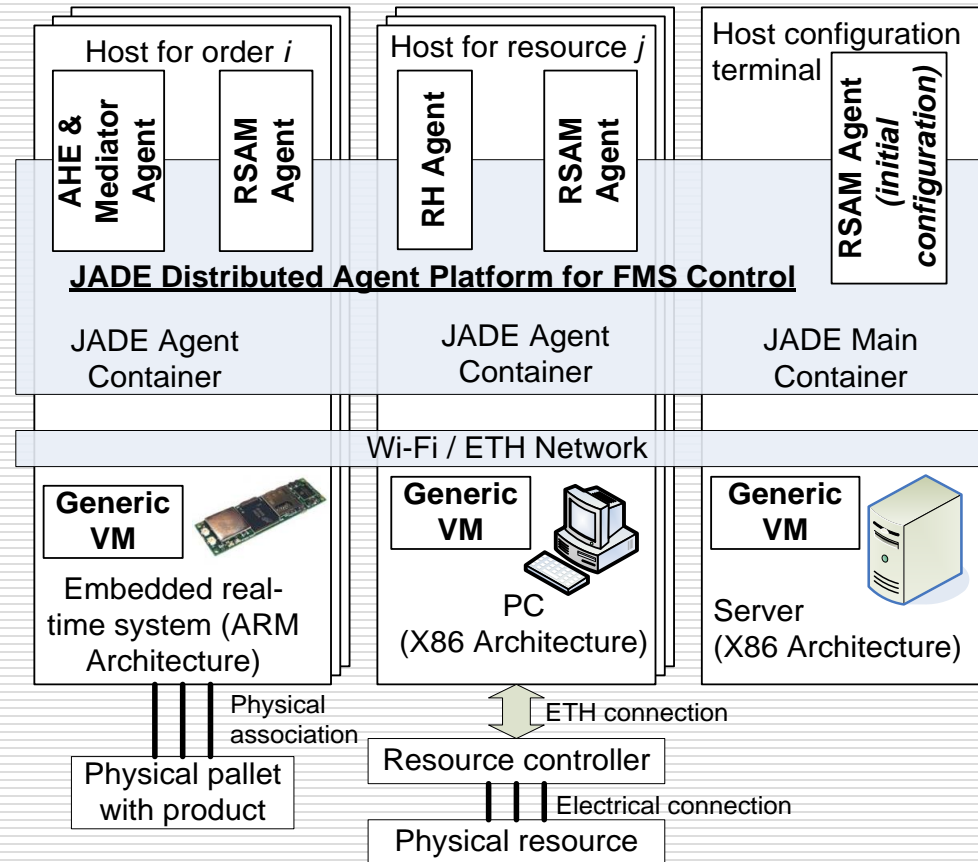 Host for order i
AHE &
Mediator
Agent
RSAM
Agent
Host for resource j
RH Agent
RSAM
Agent
Host configuration
terminal
RSAM Agent
(initial
configuration)
JADE Distributed Agent Platform for FMS Control
JADE Agent
Container
JADE Agent
Container
JADE Main
Container
Wi-Fi / ETH Network
Generic
VM
Embedded real-
time system (ARM
Architecture)
Generic
VM
PC
(X86 Architecture)
Generic
VM
Server
(X86 Architecture)
Physical
association
Physical pallet
with product
ETH connection
Resource controller
Electrical connection
Physical resource